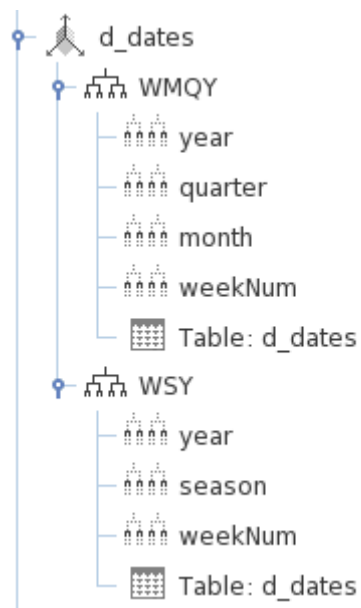 d_dates
WMQY
year
quarter
month
weekNum
Table: d_dates
WSY
year
season
weekNum
Table: d_dates